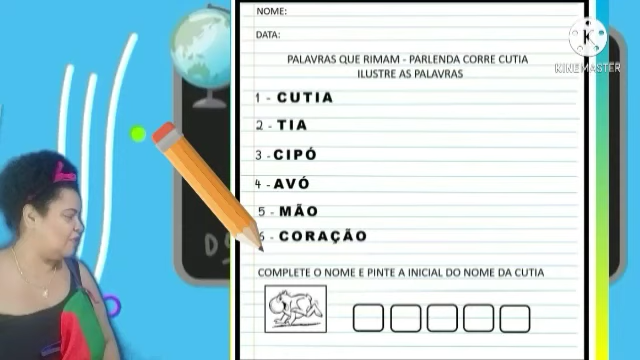 NOME:
DATA:
PALAVRAS QUE RIMAM - PARLENDA CORRE CUTIA
ILUSTRE AS PALAVRAS
1 - CUTIA
2 - TIA
3 - CIPÓ
4 - AVÓ
5 - MÃO
6 - CORAÇÃO
COMPLETE O NOME E PINTE A INICIAL DO NOME DA CUTIA
K
KINEMASTER